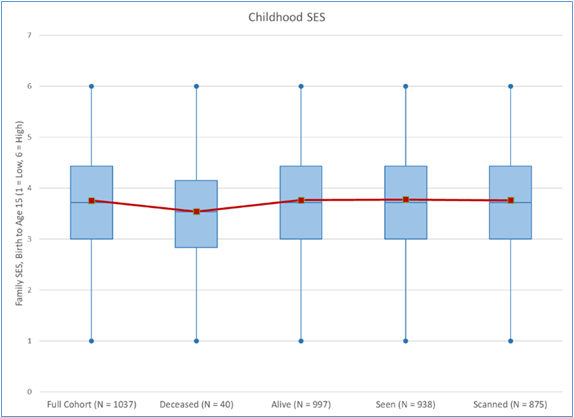 Childhood SES
Family SES, Birth to Age 15 (1 = Low, 6 = High)
7
6
5
4
3
2
1
0
Full Cohort (N = 1037)
Deceased (N = 40)
Alive (N = 997)
Seen (N = 938)
Scanned (N = 875)